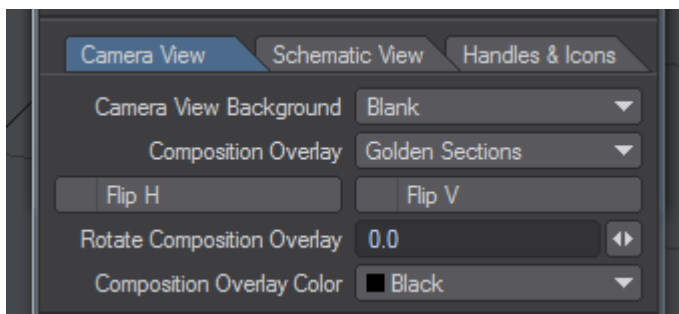 Camera View Schematic View Handles & Icons
Camera View Background Blank
Composition Overlay Golden Sections
Flip H Flip V
Rotate Composition Overlay 0.0
Composition Overlay Color Black